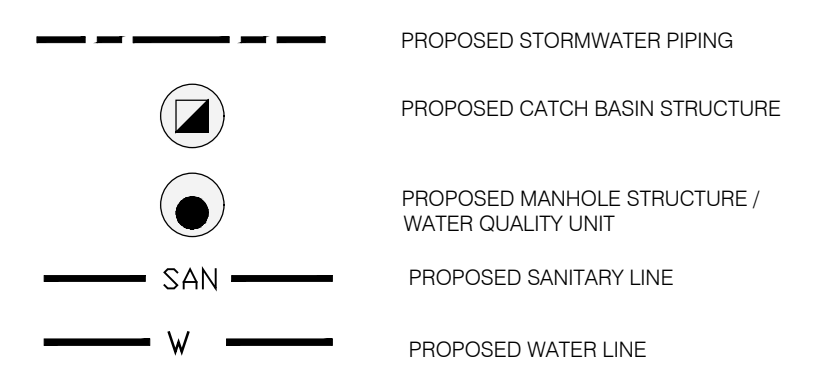 PROPOSED STORMWATER PIPING
PROPOSED CATCH BASIN STRUCTURE
PROPOSED MANHOLE STRUCTURE /
WATER QUALITY UNIT
SAN PROPOSED SANITARY LINE
W PROPOSED WATER LINE